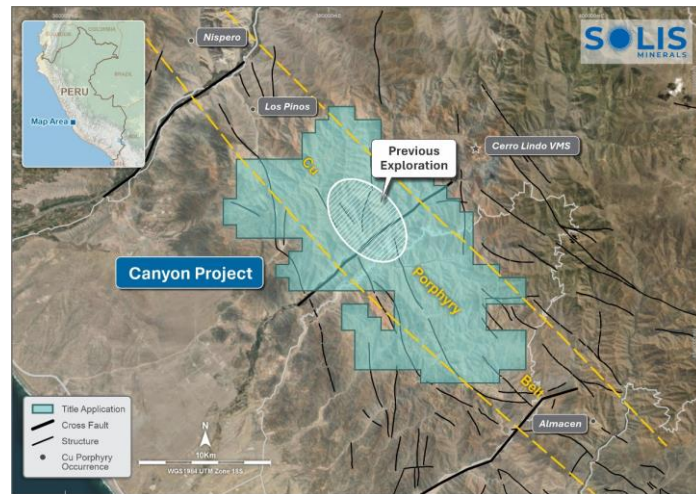 SOLIS
MINERALS
PERU
Map Area
Nispero
Los Pinos
Cerro Lindo VMS
Previous
Exploration
Cu
Porphyry
Belt
Canyon Project
Almacen
Title Application
Cross Fault
Structure
Cu Porphyry
Occurrence
N
10Km
WGS1984 UTM Zone 18S